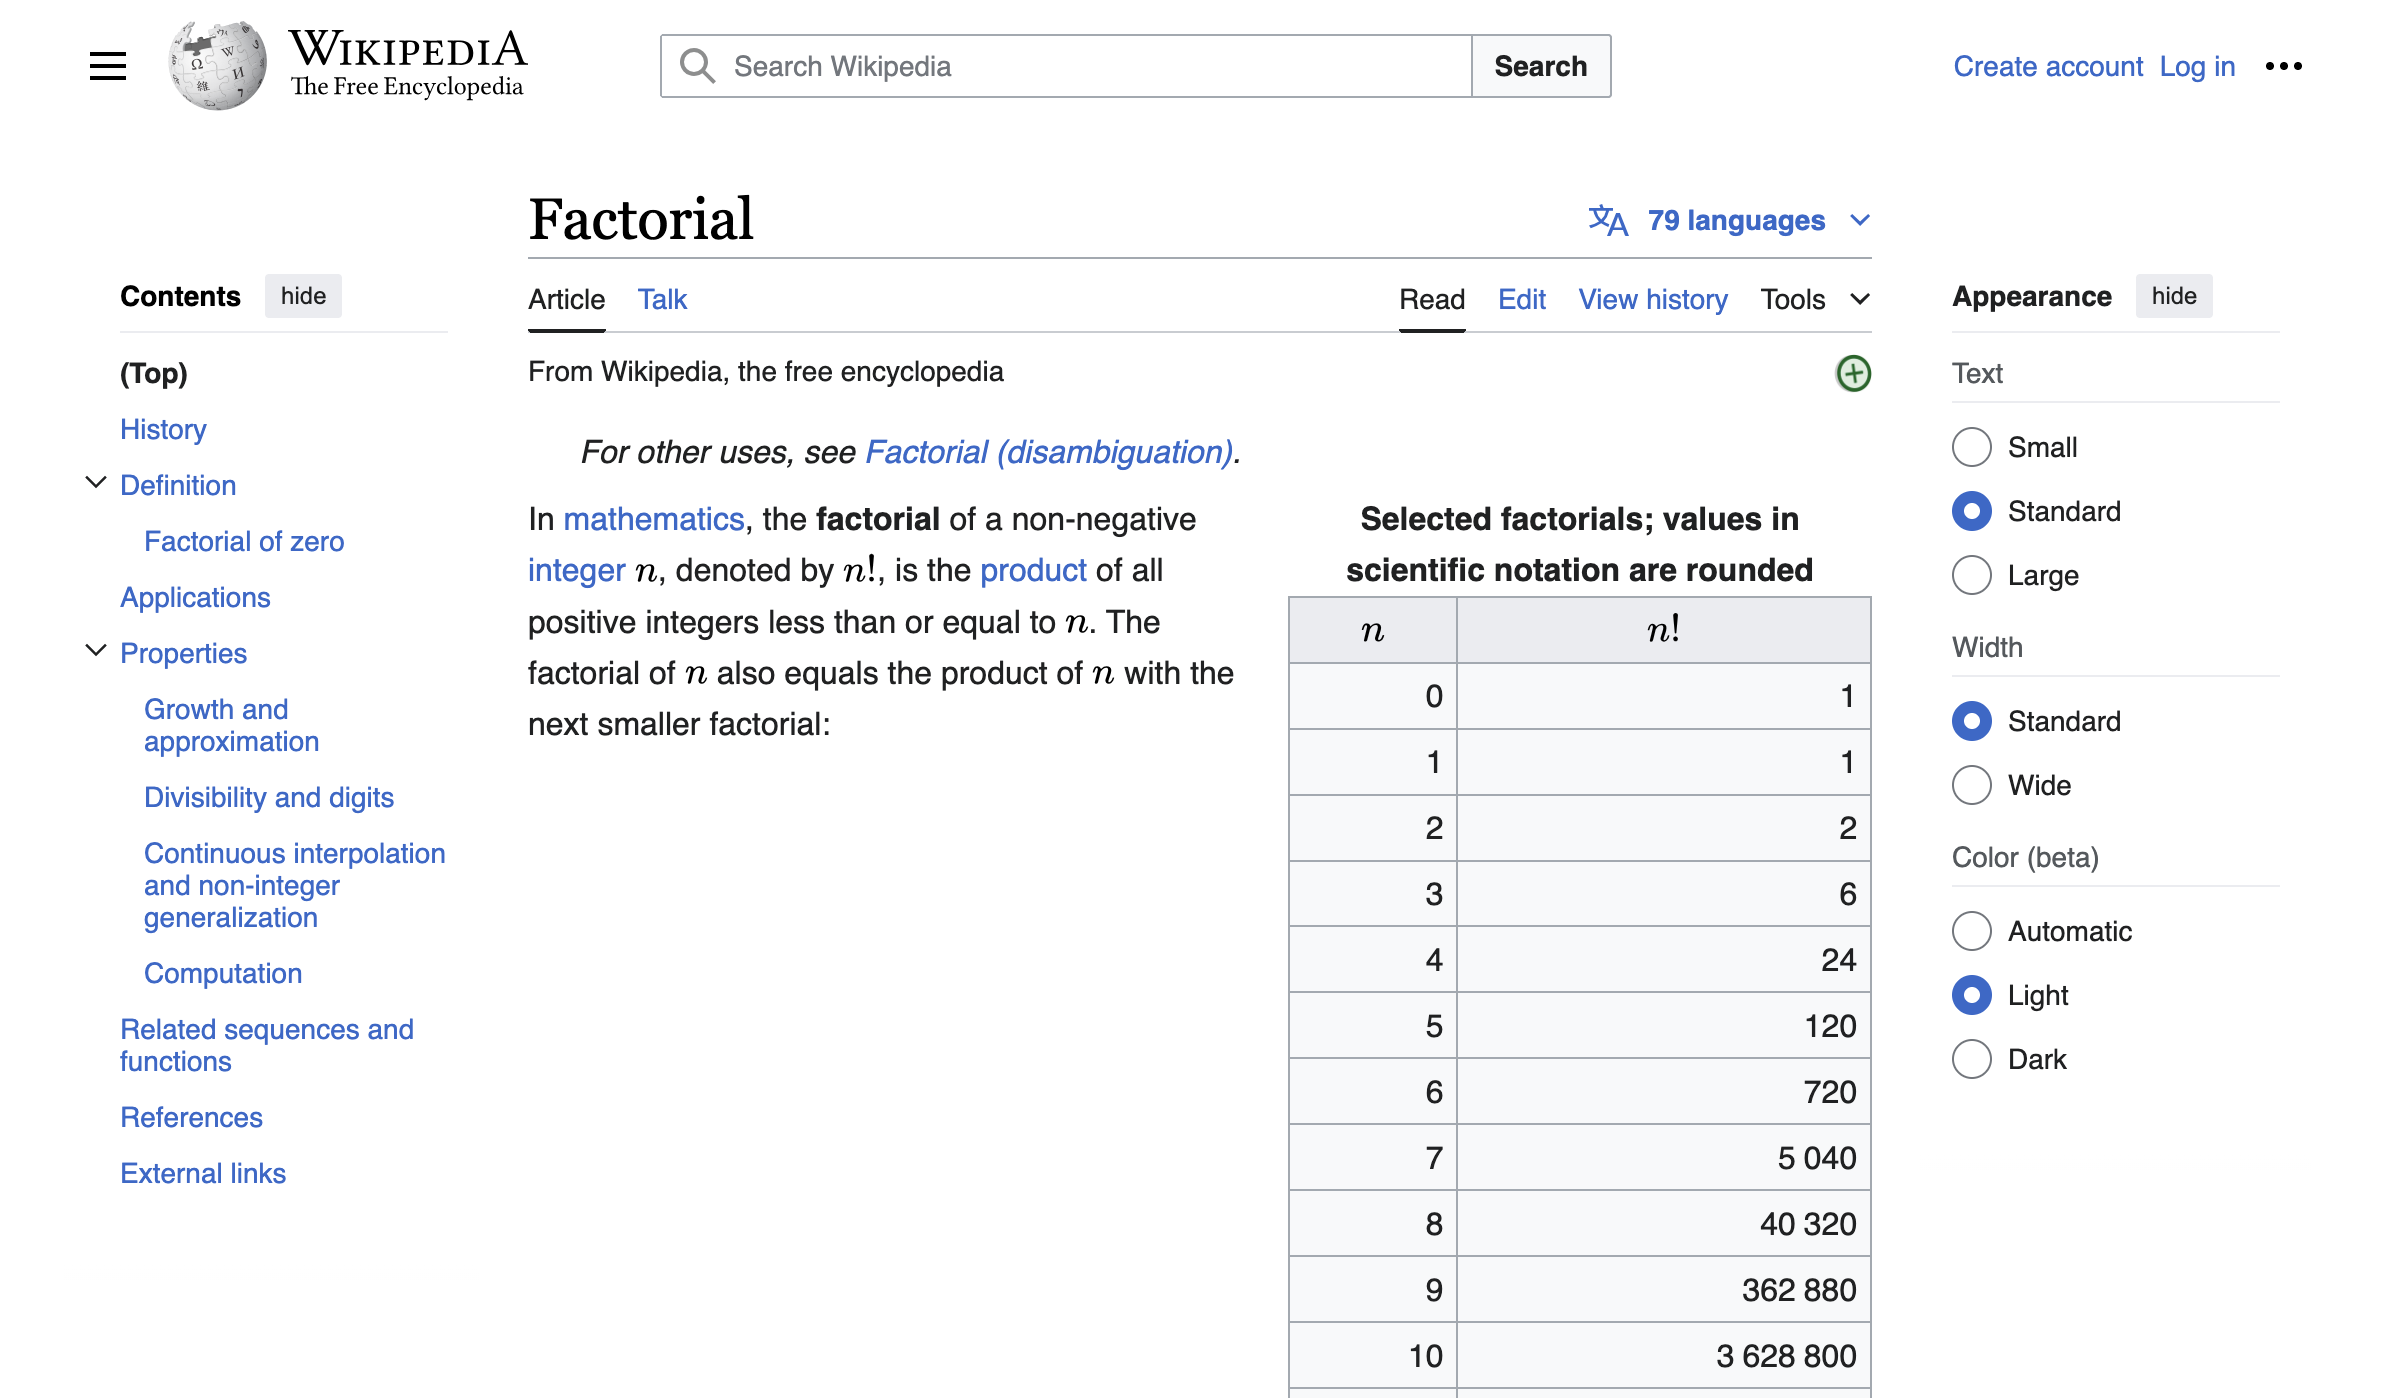 WIKIPEDIA
The Free Encyclopedia
Search Wikipedia
Search
Create account Log in
Factorial
79 languages
Article Talk
Read Edit View history Tools
From Wikipedia, the free encyclopedia
Contents hide
(Top)
History
Definition
Factorial of zero
Applications
Properties
Growth and
approximation
Divisibility and digits
Continuous interpolation
and non-integer
generalization
Computation
Related sequences and
functions
References
External links
For other uses, see Factorial (disambiguation).
In mathematics, the factorial of a non-negative
integer n, denoted by n!, is the product of all
positive integers less than or equal to n. The
factorial of n also equals the product of n with the
next smaller factorial:
Selected factorials; values in
scientific notation are rounded
n n!
0 1
1 1
2 2
3 6
4 24
5 120
6 720
7 5 040
8 40 320
9 362 880
10 3 628 800
Appearance hide
Text
Small
Standard
Large
Width
Standard
Wide
Color (beta)
Automatic
Light
Dark